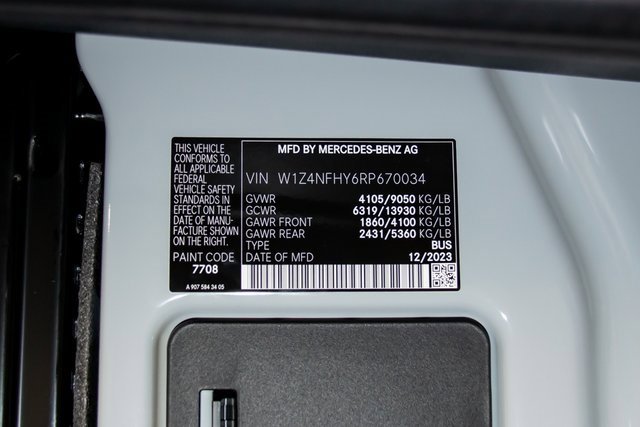 THIS VEHICLE
CONFORMS TO
ALL APPLICABLE
FEDERAL
VEHICLE SAFETY
STANDARDS IN
EFFECT ON THE
DATE OF MANU-
FACTURE SHOWN
ON THE RIGHT.
PAINT CODE
7708
A 907 584 34 05
MFD BY MERCEDES-BENZ AG
VIN W1Z4NFHY6RP670034
GVWR 4105/9050 KG/LB
GCWR 6319/13930 KG/LB
GAWR FRONT 1860/4100 KG/LB
GAWR REAR 2431/5360 KG/LB
TYPE BUS
DATE OF MFD 12/2023